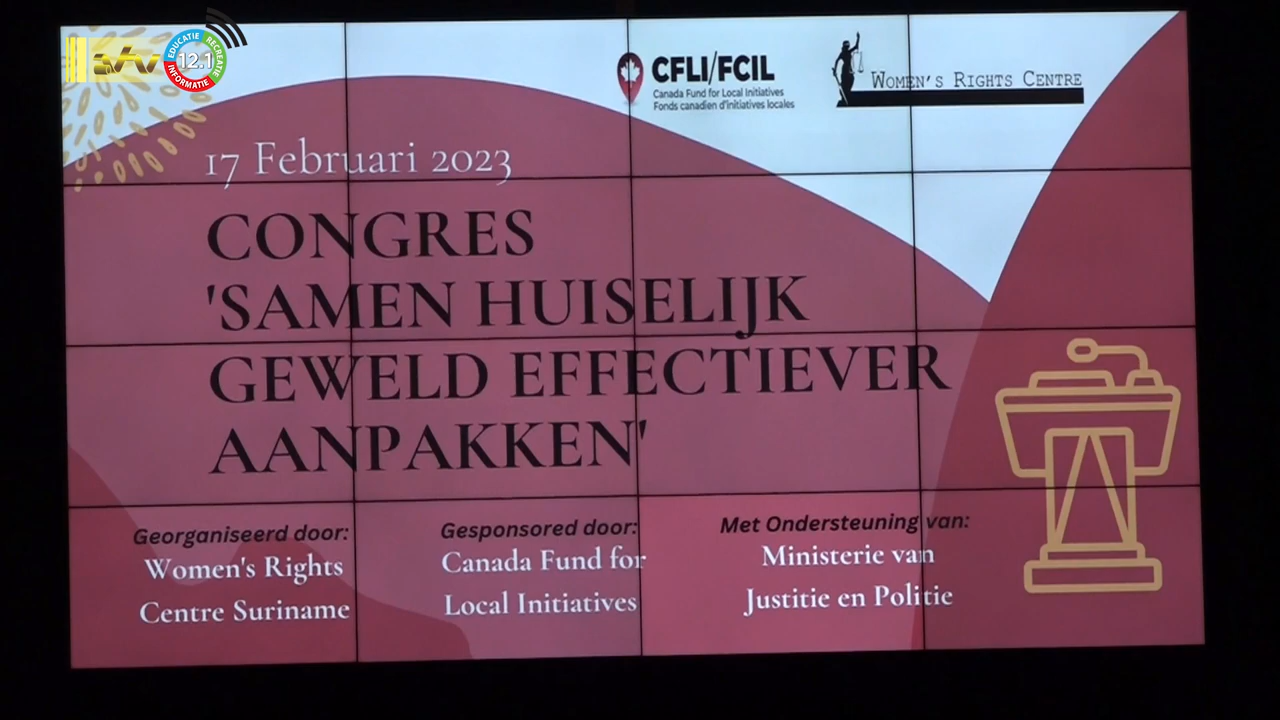 stv
EDUCATIE
RECREATIE
INFORMATIE
12.1
CFLI/FCIL
Canada Fund for Local Initiatives
Fonds canadien d'initiatives locales
WOMEN'S RIGHTS CENTRE
17 Februari 2023
CONGRES
'SAMEN HUISELIJK
GEWELD EFFECTIEVER
AANPAKKEN'
Georganiseerd door:
Women's Rights
Centre Suriname
Gesponsored door:
Canada Fund for
Local Initiatives
Met Ondersteuning van:
Ministerie van
Justitie en Politie